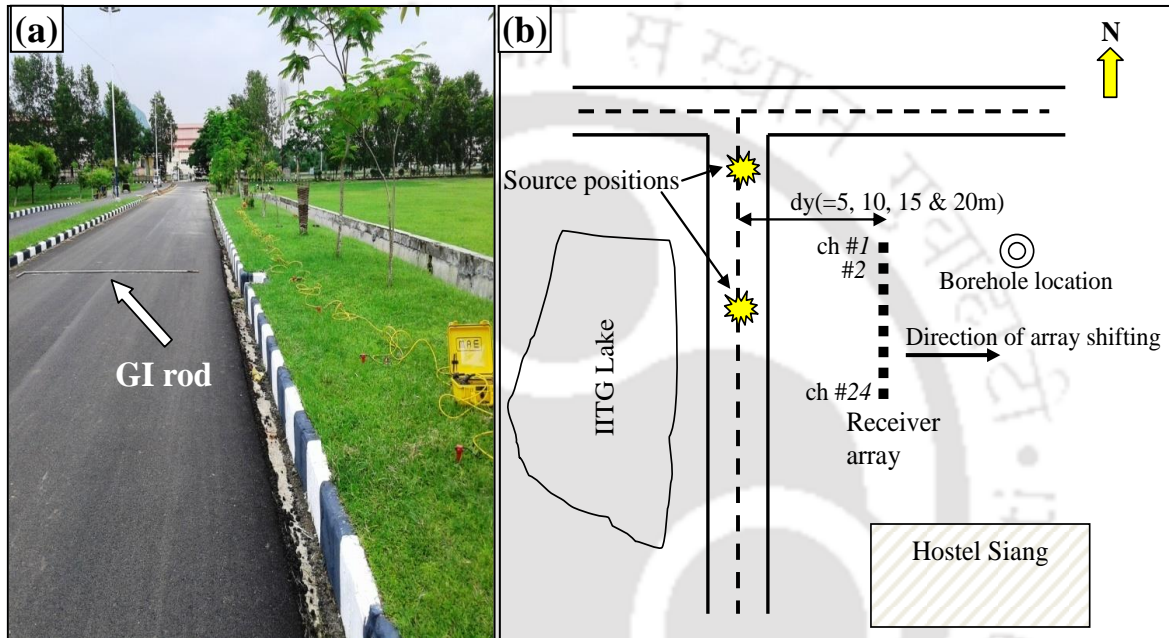 (a)
GI rod
(b)
N
Source positions
dy(=5, 10, 15 & 20m)
ch #1
#2
Borehole location
Direction of array shifting
ch #24
Receiver
array
IITG Lake
Hostel Siang